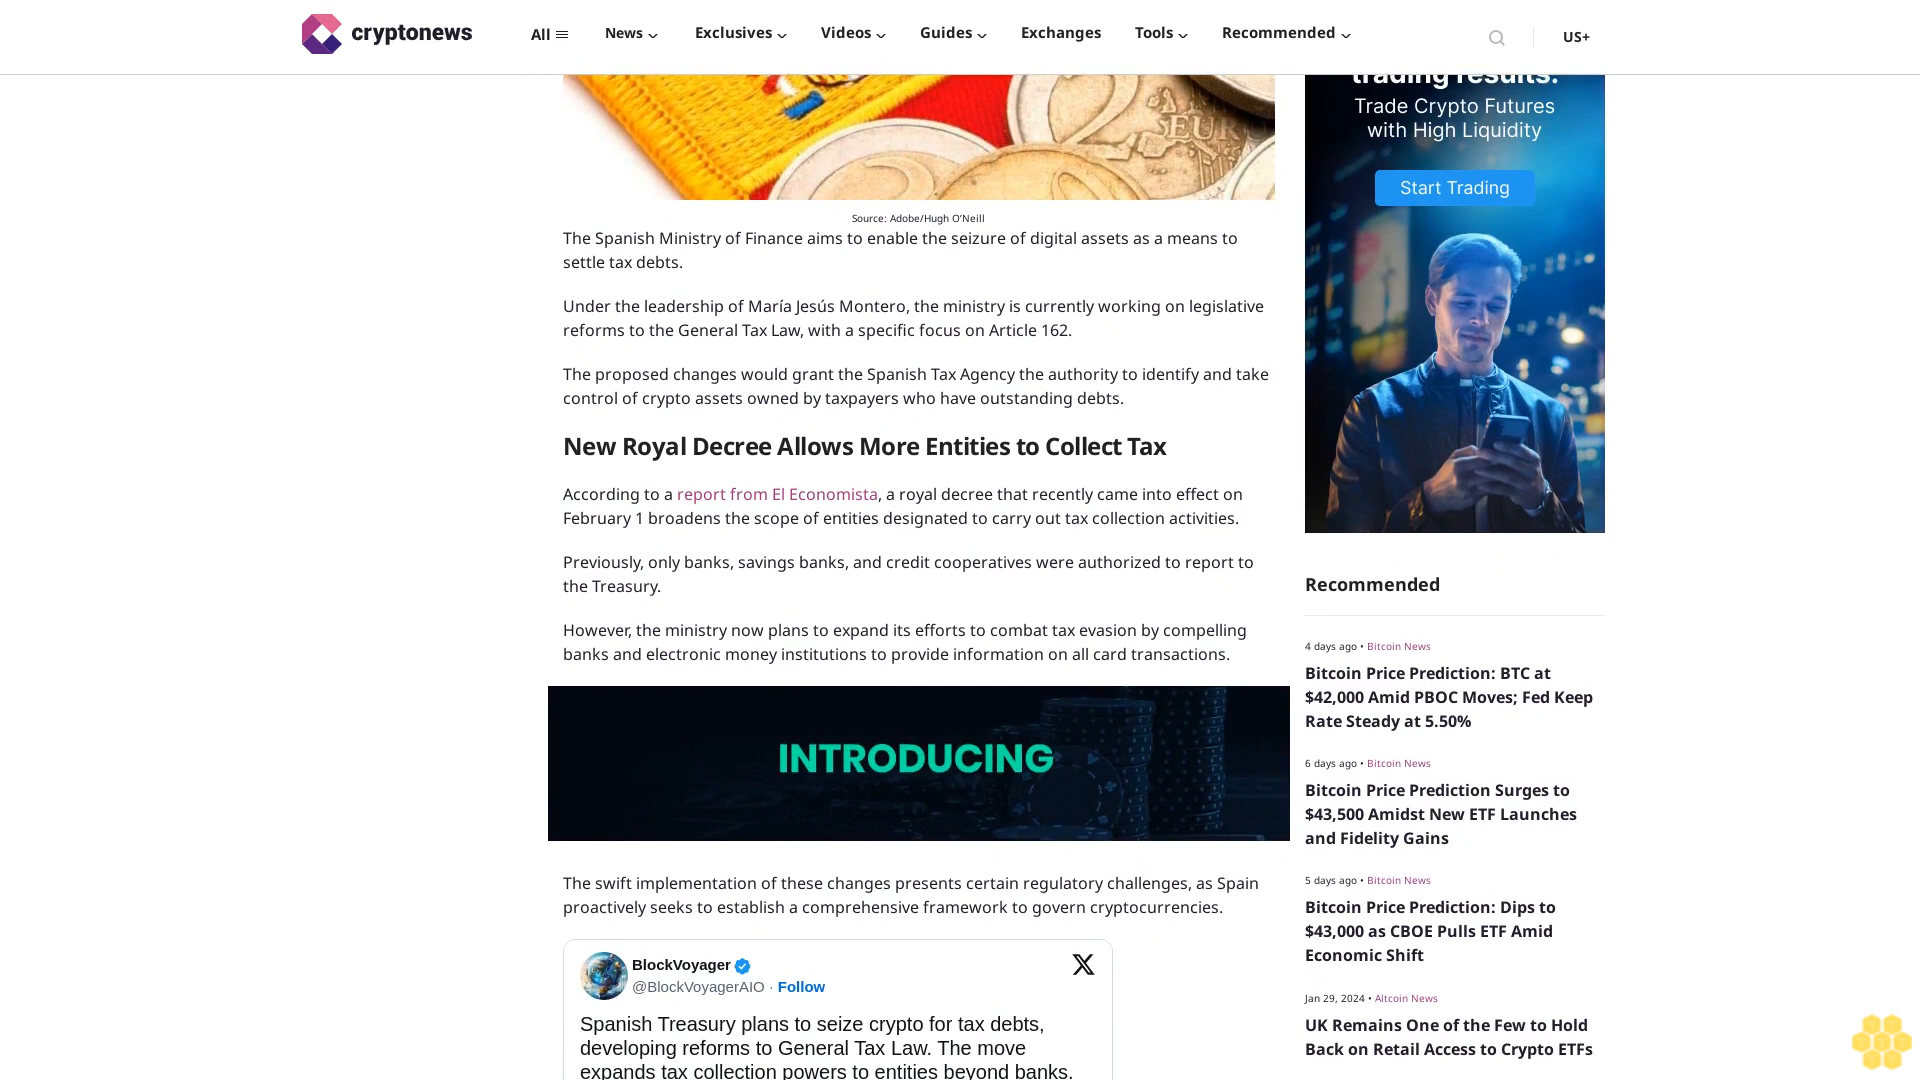 cryptonews
All
News
Exclusives
Videos
Guides
Exchanges
Tools
Recommended
US+
trading results.
Trade Crypto Futures
with High Liquidity
Start Trading
EURO
Source: Adobe/Hugh O’Neill
The Spanish Ministry of Finance aims to enable the seizure of digital assets as a means to
settle tax debts.
Under the leadership of María Jesús Montero, the ministry is currently working on legislative
reforms to the General Tax Law, with a specific focus on Article 162.
The proposed changes would grant the Spanish Tax Agency the authority to identify and take
control of crypto assets owned by taxpayers who have outstanding debts.
New Royal Decree Allows More Entities to Collect Tax
According to a report from El Economista, a royal decree that recently came into effect on
February 1 broadens the scope of entities designated to carry out tax collection activities.
Previously, only banks, savings banks, and credit cooperatives were authorized to report to
the Treasury.
However, the ministry now plans to expand its efforts to combat tax evasion by compelling
banks and electronic money institutions to provide information on all card transactions.
INTRODUCING
The swift implementation of these changes presents certain regulatory challenges, as Spain
proactively seeks to establish a comprehensive framework to govern cryptocurrencies.
BlockVoyager
@BlockVoyagerAIO · Follow
Spanish Treasury plans to seize crypto for tax debts,
developing reforms to General Tax Law. The move
expands tax collection powers to entities beyond banks.
Recommended
4 days ago • Bitcoin News
Bitcoin Price Prediction: BTC at
$42,000 Amid PBOC Moves; Fed Keep
Rate Steady at 5.50%
6 days ago • Bitcoin News
Bitcoin Price Prediction Surges to
$43,500 Amidst New ETF Launches
and Fidelity Gains
5 days ago • Bitcoin News
Bitcoin Price Prediction: Dips to
$43,000 as CBOE Pulls ETF Amid
Economic Shift
Jan 29, 2024 • Altcoin News
UK Remains One of the Few to Hold
Back on Retail Access to Crypto ETFs